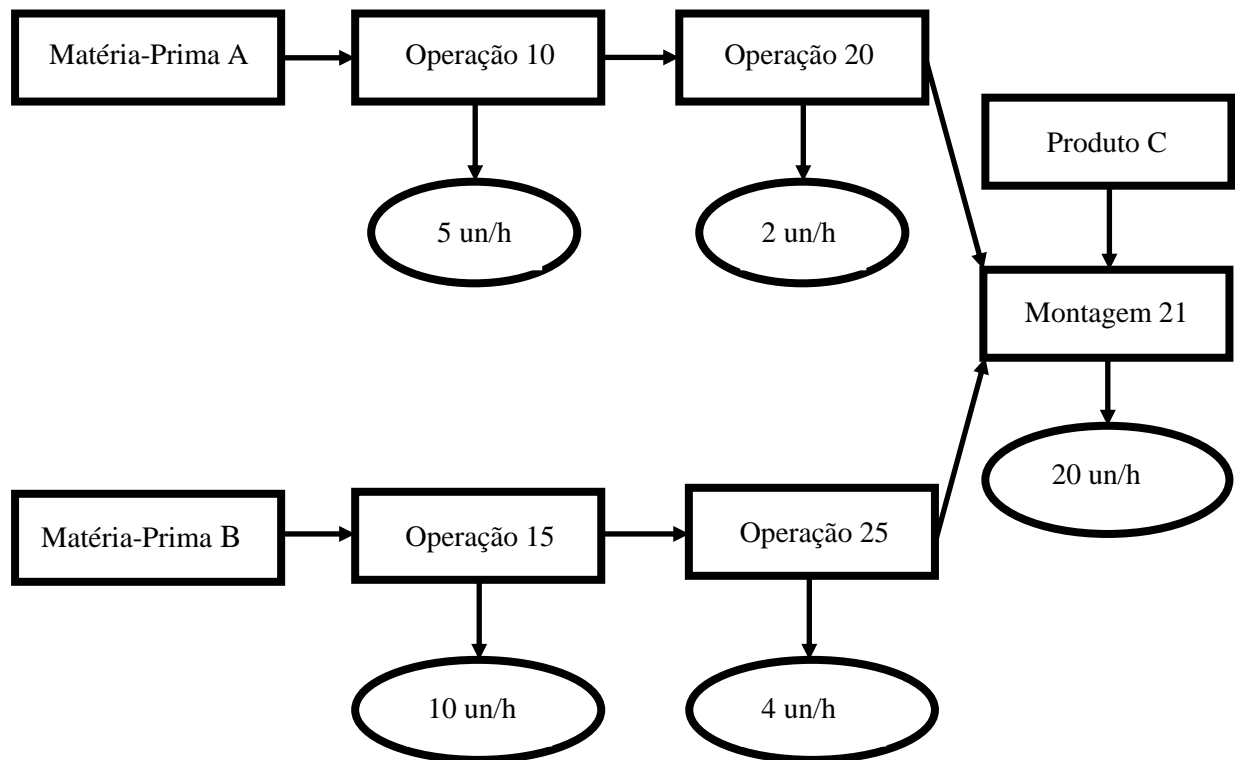 Matéria-Prima A
Operação 10
Operação 20
Produto C
5 un/h
2 un/h
Montagem 21
20 un/h
Matéria-Prima B
Operação 15
Operação 25
10 un/h
4 un/h